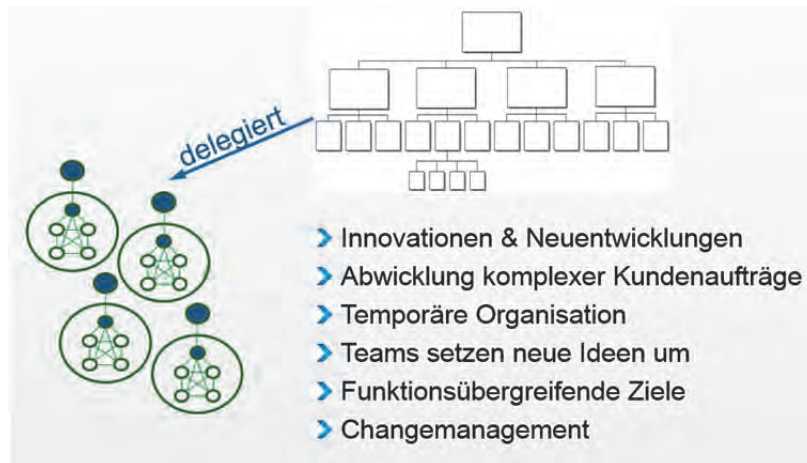 delegiert
Innovationen & Neuentwicklungen
Abwicklung komplexer Kundenaufträge
Temporäre Organisation
Teams setzen neue Ideen um
Funktionsübergreifende Ziele
Changemanagement